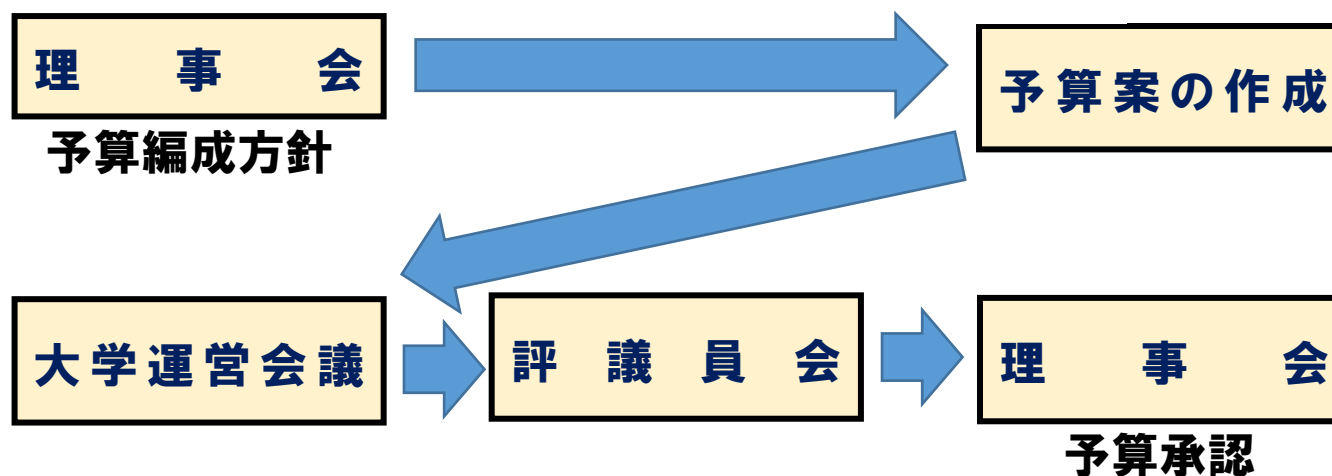 理事会
予算編成方針
予算案の作成
大学運営会議
評議員会
理事会
予算承認